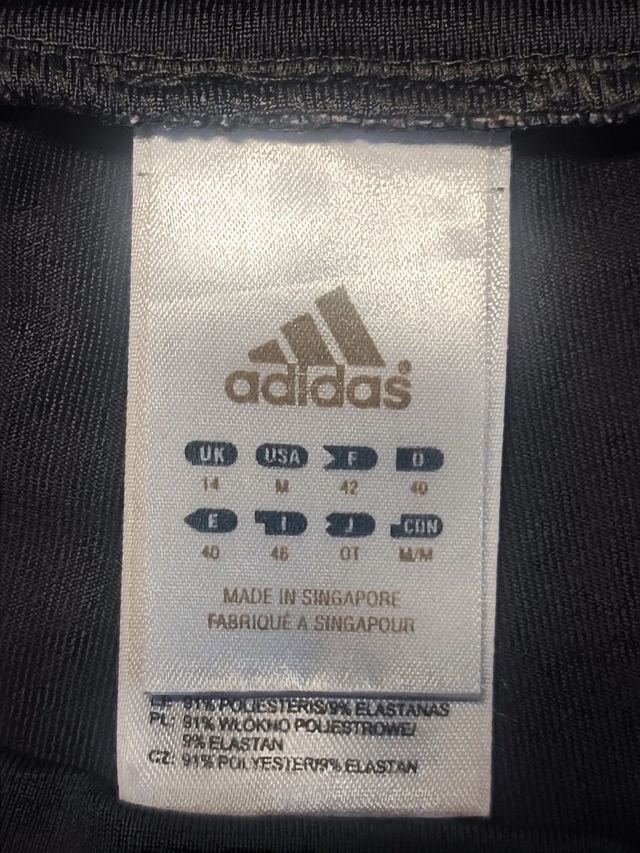 adidas®
UK USA F D
14 M 42 40
E I J CDN
40 46 OT M/M
MADE IN SINGAPORE
FABRIQUÉ A SINGAPOUR
91% POLIESTERIS/9% ELASTANAS
PL: 91% WŁÓKNO POLIESTROWE/
9% ELASTAN
CZ: 91% POLYESTER/9% ELASTAN